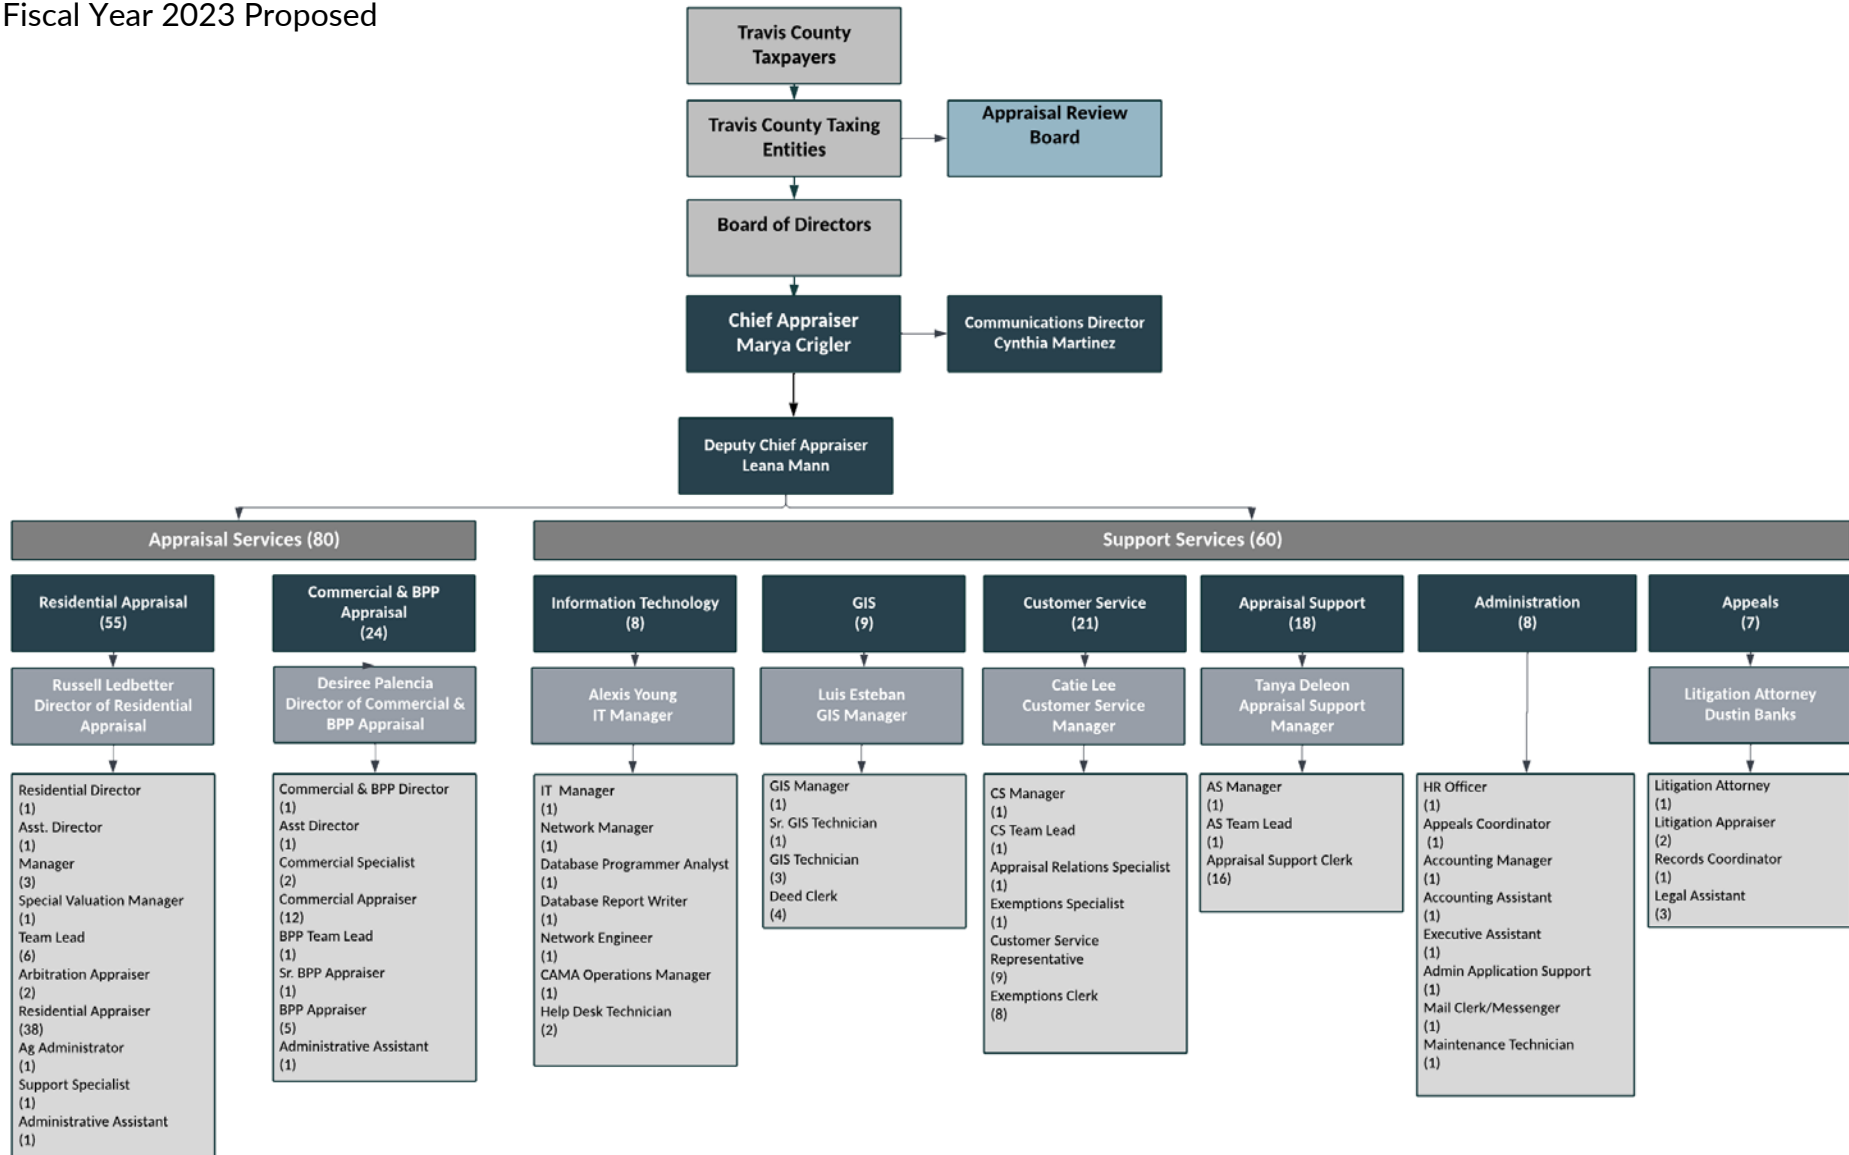 Fiscal Year 2023 Proposed
Travis County
Taxpayers
Travis County Taxing
Entities
Appraisal Review
Board
Board of Directors
Chief Appraiser
Marya Crigler
Communications Director
Cynthia Martinez
Deputy Chief Appraiser
Leana Mann
Appraisal Services (80)
Support Services (60)
Residential Appraisal
(55)
Commercial & BPP
Appraisal
(24)
Information Technology
(8)
GIS
(9)
Customer Service
(21)
Appraisal Support
(18)
Administration
(8)
Appeals
(7)
Russell Ledbetter
Director of Residential
Appraisal
Desiree Palencia
Director of Commercial &
BPP Appraisal
Alexis Young
IT Manager
Luis Esteban
GIS Manager
Catie Lee
Customer Service
Manager
Tanya Deleon
Appraisal Support
Manager
Litigation Attorney
Dustin Banks
Residential Director
(1)
Asst. Director
(1)
Manager
(3)
Special Valuation Manager
(1)
Team Lead
(6)
Arbitration Appraiser
(2)
Residential Appraiser
(38)
Ag Administrator
(1)
Support Specialist
(1)
Administrative Assistant
(1)
Commercial & BPP Director
(1)
Asst Director
(1)
Commercial Specialist
(2)
Commercial Appraiser
(12)
BPP Team Lead
(1)
Sr. BPP Appraiser
(1)
BPP Appraiser
(5)
Administrative Assistant
(1)
IT Manager
(1)
Network Manager
(1)
Database Programmer Analyst
(1)
Database Report Writer
(1)
Network Engineer
(1)
CAMA Operations Manager
(1)
Help Desk Technician
(2)
GIS Manager
(1)
Sr. GIS Technician
(1)
GIS Technician
(3)
Deed Clerk
(4)
CS Manager
(1)
CS Team Lead
(1)
Appraisal Relations Specialist
(1)
Exemptions Specialist
(1)
Customer Service
Representative
(9)
Exemptions Clerk
(8)
AS Manager
(1)
AS Team Lead
(1)
Appraisal Support Clerk
(16)
HR Officer
(1)
Appeals Coordinator
(1)
Accounting Manager
(1)
Accounting Assistant
(1)
Executive Assistant
(1)
Admin Application Support
(1)
Mail Clerk/Messenger
(1)
Maintenance Technician
(1)
Litigation Attorney
(1)
Litigation Appraiser
(2)
Records Coordinator
(1)
Legal Assistant
(3)